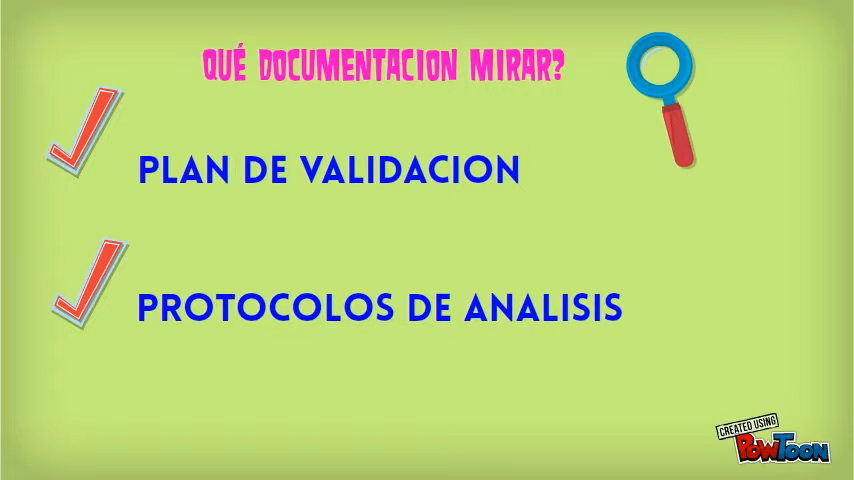 QUÉ DOCUMENTACION MIRAR?
PLAN DE VALIDACION
PROTOCOLOS DE ANALISIS
CREATED USING
POWTOON